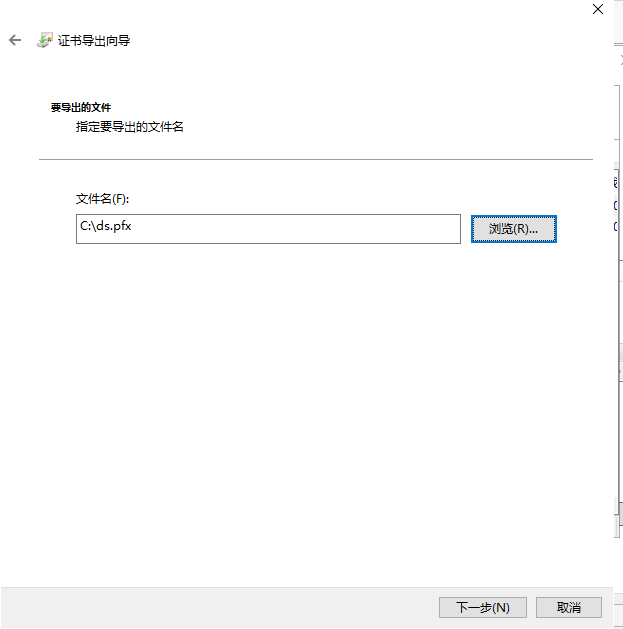 证书导出向导
要导出的文件
指定要导出的文件名
文件名(F):
C:\ds.pfx
浏览(R)...
下一步(N)
取消